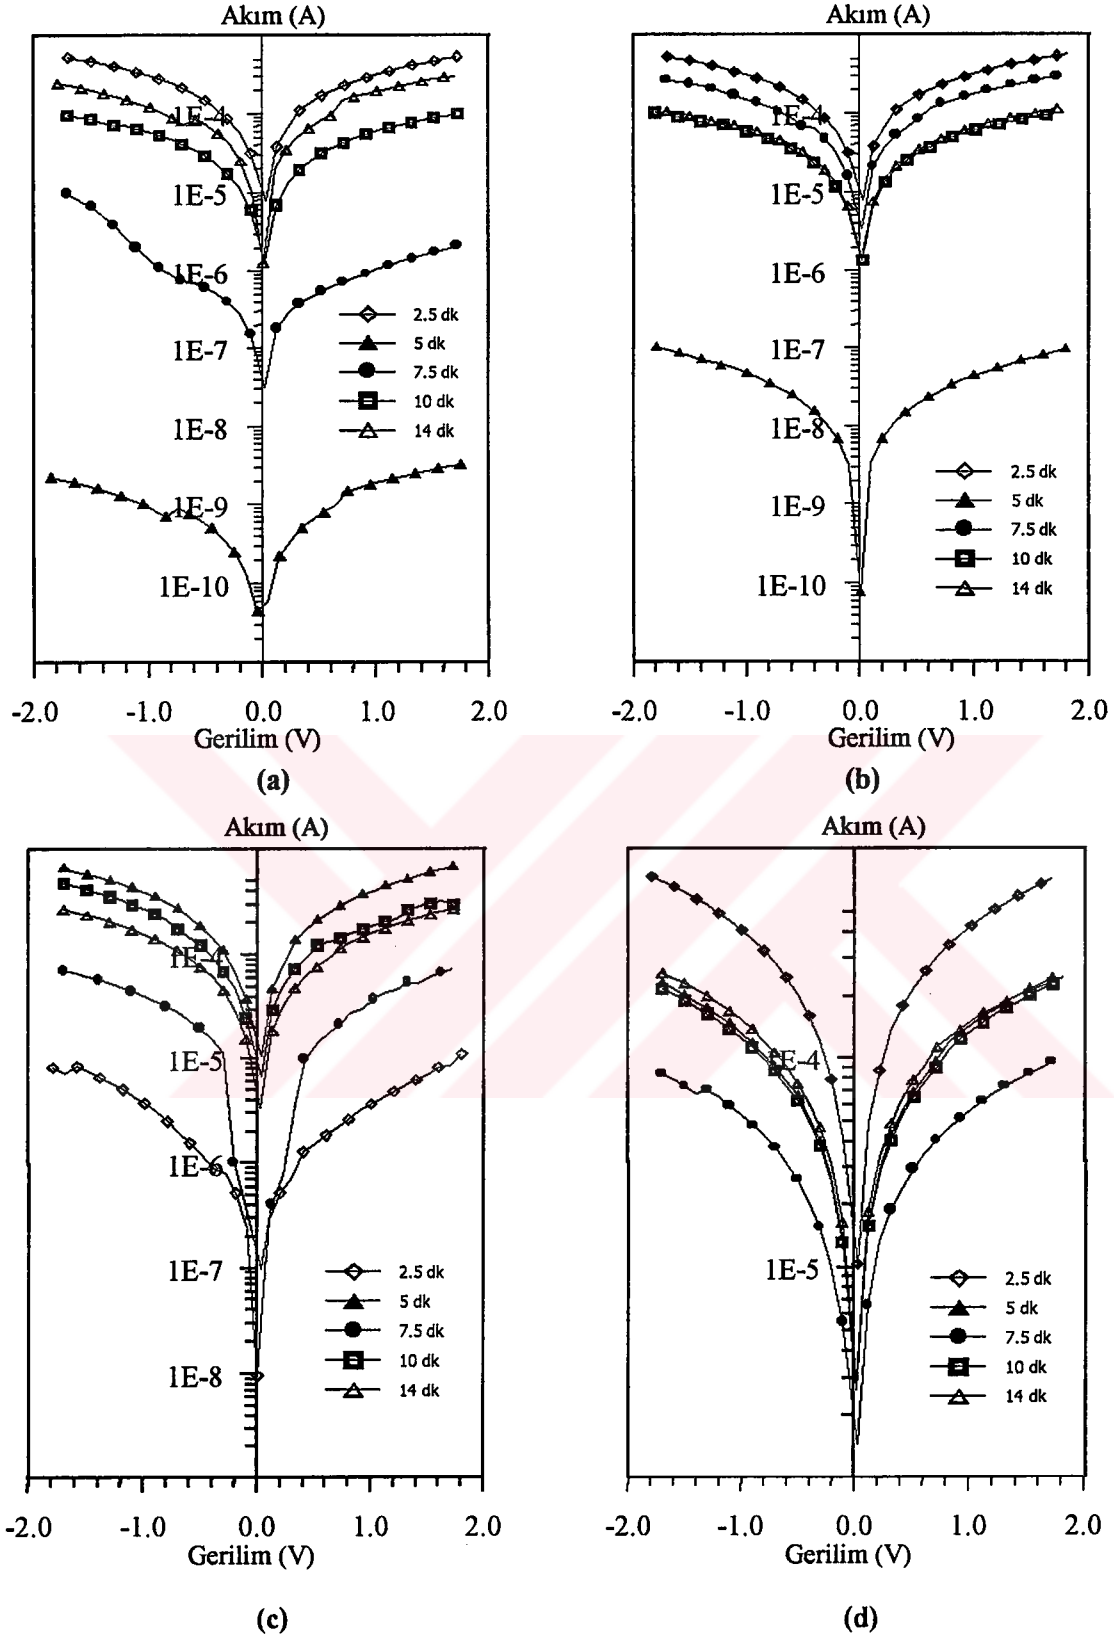 Akım (A)
1E-4
1E-5
1E-6
1E-7
1E-8
1E-9
1E-10
2.5 dk
5 dk
7.5 dk
10 dk
14 dk
-2.0 -1.0 0.0 1.0 2.0
Gerilim (V)
(a)
Akım (A)
1E-4
1E-5
1E-6
1E-7
1E-8
1E-9
1E-10
2.5 dk
5 dk
7.5 dk
10 dk
14 dk
-2.0 -1.0 0.0 1.0 2.0
Gerilim (V)
(b)
Akım (A)
1E-4
1E-5
1E-6
1E-7
1E-8
2.5 dk
5 dk
7.5 dk
10 dk
14 dk
-2.0 -1.0 0.0 1.0 2.0
Gerilim (V)
(c)
Akım (A)
1E-4
1E-5
2.5 dk
5 dk
7.5 dk
10 dk
14 dk
-2.0 -1.0 0.0 1.0 2.0
Gerilim (V)
(d)